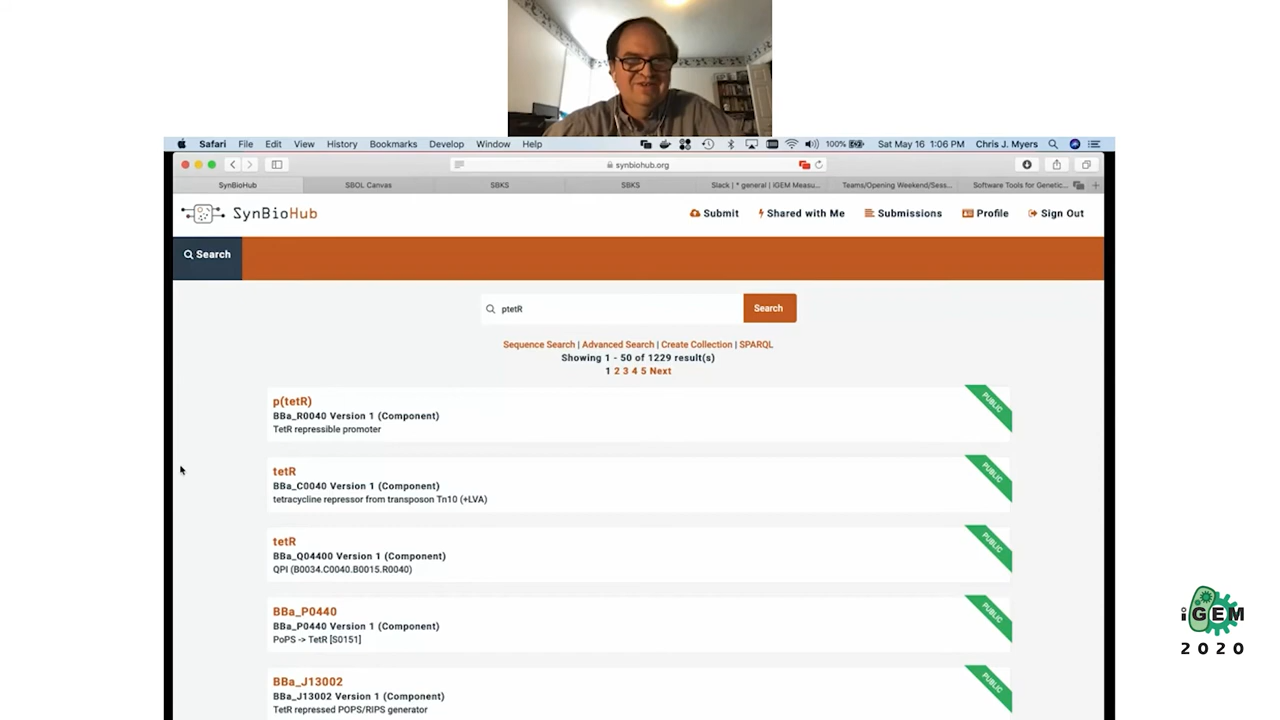 Safari File Edit View History Bookmarks Develop Window Help 100% Sat May 16 1:06 PM Chris J. Myers
synbiohub.org
SynBioHub SBOL Canvas SBKS SBKS Slack | * general | iGEM Measu... Teams/Opening Weekend/Sess... Software Tools for Genetic...
SynBioHub Submit Shared with Me Submissions Profile Sign Out
Search
ptetR Search
Sequence Search | Advanced Search | Create Collection | SPARQL
Showing 1 - 50 of 1229 result(s)
1 2 3 4 5 Next
p(tetR)
BBa_R0040 Version 1 (Component)
TetR repressible promoter
PUBLIC
tetR
BBa_C0040 Version 1 (Component)
tetracycline repressor from transposon Tn10 (+LVA)
PUBLIC
tetR
BBa_Q04400 Version 1 (Component)
QPI (B0034.C0040.B0015.R0040)
PUBLIC
BBa_P0440
BBa_P0440 Version 1 (Component)
PoPS -> TetR [S0151]
PUBLIC
BBa_J13002
BBa_J13002 Version 1 (Component)
TetR repressed POPS/RIPS generator
PUBLIC
iGEM
2020